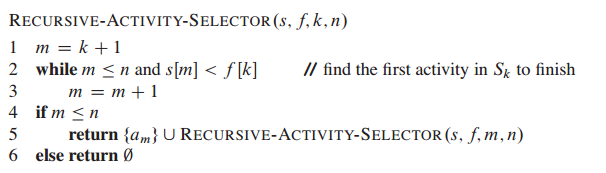 RECURSIVE-ACTIVITY-SELECTOR(s, f, k, n)
1 m = k + 1
2 while m ≤ n and s[m] < f[k] // find the first activity in Sₖ to finish
3 m = m + 1
4 if m ≤ n
5 return {aₘ} ∪ RECURSIVE-ACTIVITY-SELECTOR(s, f, m, n)
6 else return ∅